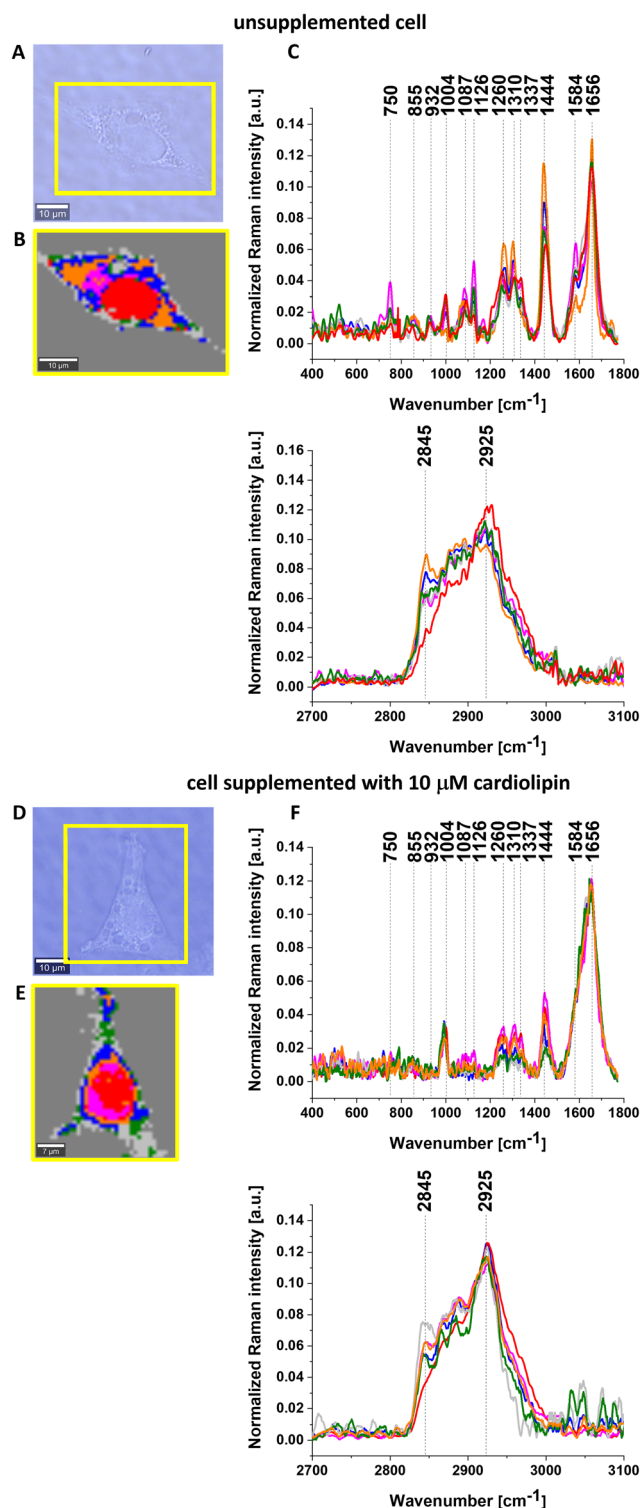 unsupplemented cell
A
10 μm
B
10 μm
C
750
855
932
1004
1087
1126
1260
1310
1337
1444
1584
1656
Normalized Raman intensity [a.u.]
0.14
0.12
0.10
0.08
0.06
0.04
0.02
0.00
400 600 800 1000 1200 1400 1600 1800
Wavenumber [cm⁻¹]
2845
2925
Normalized Raman intensity [a.u.]
0.16
0.14
0.12
0.10
0.08
0.06
0.04
0.02
0.00
2700 2800 2920 3000 3100
Wavenumber [cm⁻¹]
cell supplemented with 10 μM cardiolipin
D
10 μm
E
7 μm
F
750
855
932
1004
1087
1126
1260
1310
1337
1444
1584
1656
Normalized Raman intensity [a.u.]
0.14
0.12
0.10
0.08
0.06
0.04
0.02
0.00
400 600 800 1000 1240 1400 1600 1800
Wavenumber [cm⁻¹]
2845
2925
Normalized Raman intensity [a.u.]
0.14
0.12
0.10
0.08
0.06
0.04
0.02
0.00
2700 2800 2920 3000 3100
Wavenumber [cm⁻¹]